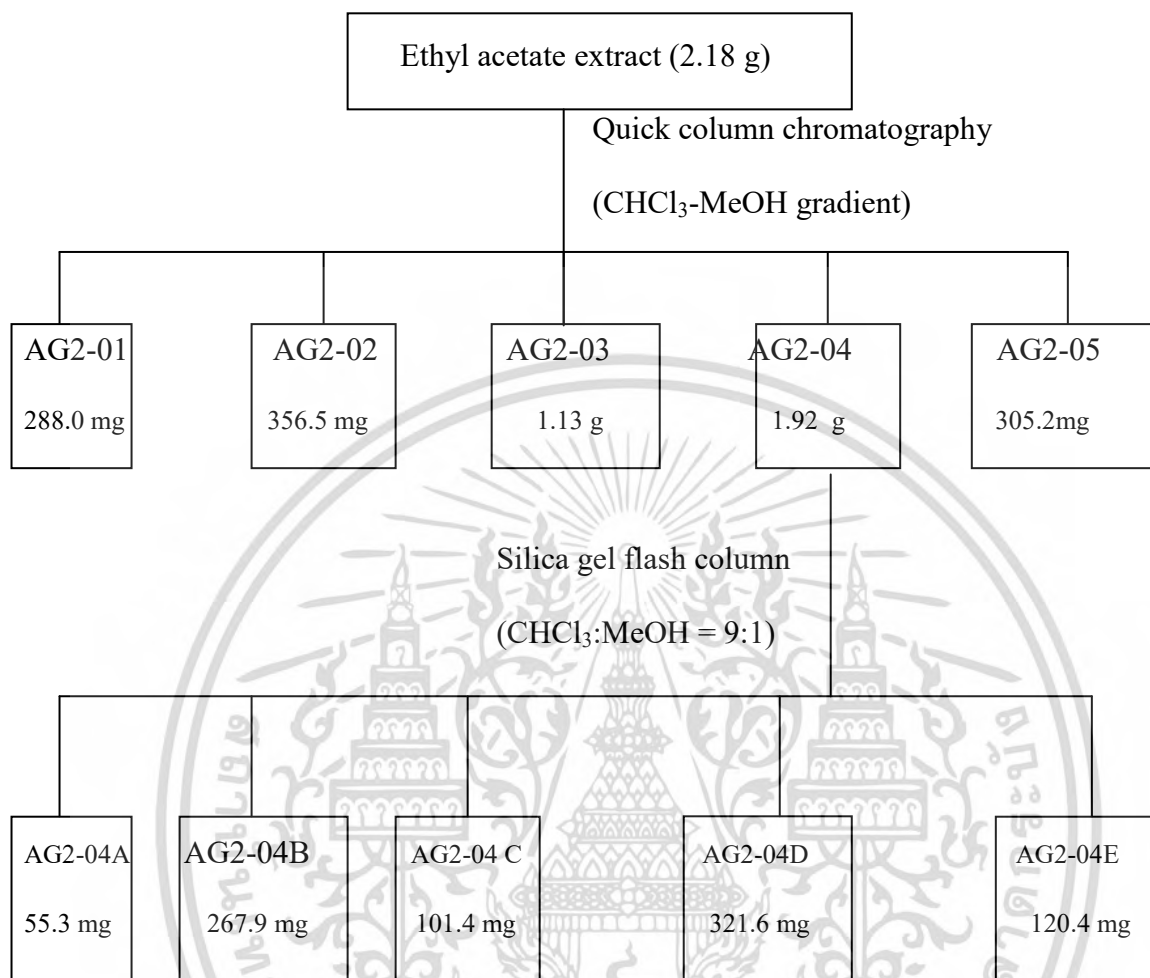 Ethyl acetate extract (2.18 g)
Quick column chromatography
(CHCl₃-MeOH gradient)
AG2-01
288.0 mg
AG2-02
356.5 mg
AG2-03
1.13 g
AG2-04
1.92 g
AG2-05
305.2mg
Silica gel flash column
(CHCl₃:MeOH = 9:1)
AG2-04A
55.3 mg
AG2-04B
267.9 mg
AG2-04 C
101.4 mg
AG2-04D
321.6 mg
AG2-04E
120.4 mg